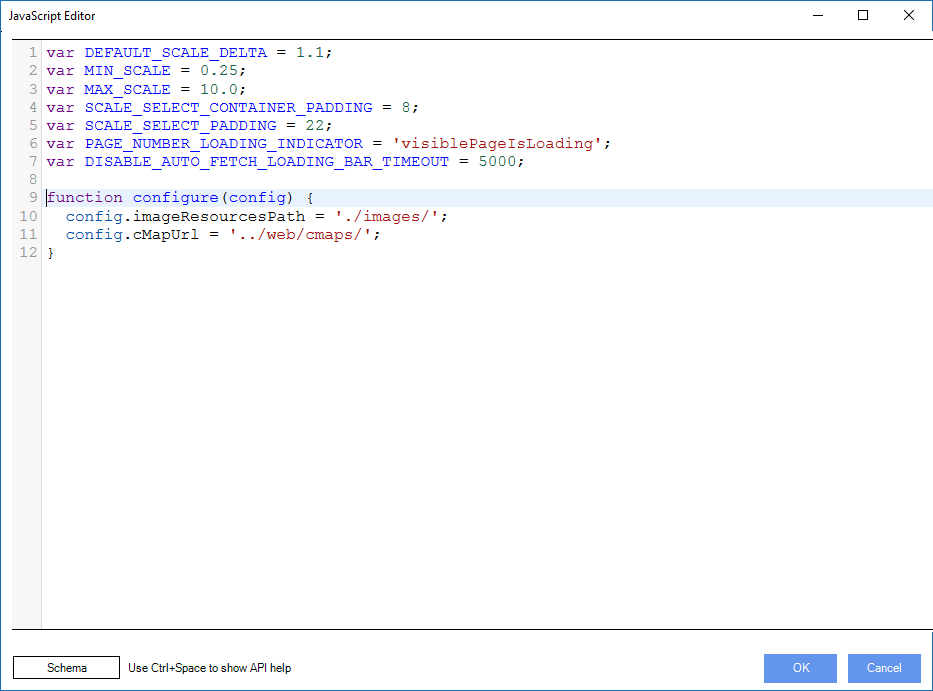 JavaScript Editor
1 var DEFAULT_SCALE_DELTA = 1.1;
2 var MIN_SCALE = 0.25;
3 var MAX_SCALE = 10.0;
4 var SCALE_SELECT_CONTAINER_PADDING = 8;
5 var SCALE_SELECT_PADDING = 22;
6 var PAGE_NUMBER_LOADING_INDICATOR = 'visiblePageIsLoading';
7 var DISABLE_AUTO_FETCH_LOADING_BAR_TIMEOUT = 5000;
8
9 function configure(config) {
10   config.imageResourcesPath = './images/';
11   config.cMapUrl = '../web/cmaps/';
12 }
Schema Use Ctrl+Space to show API help OK Cancel